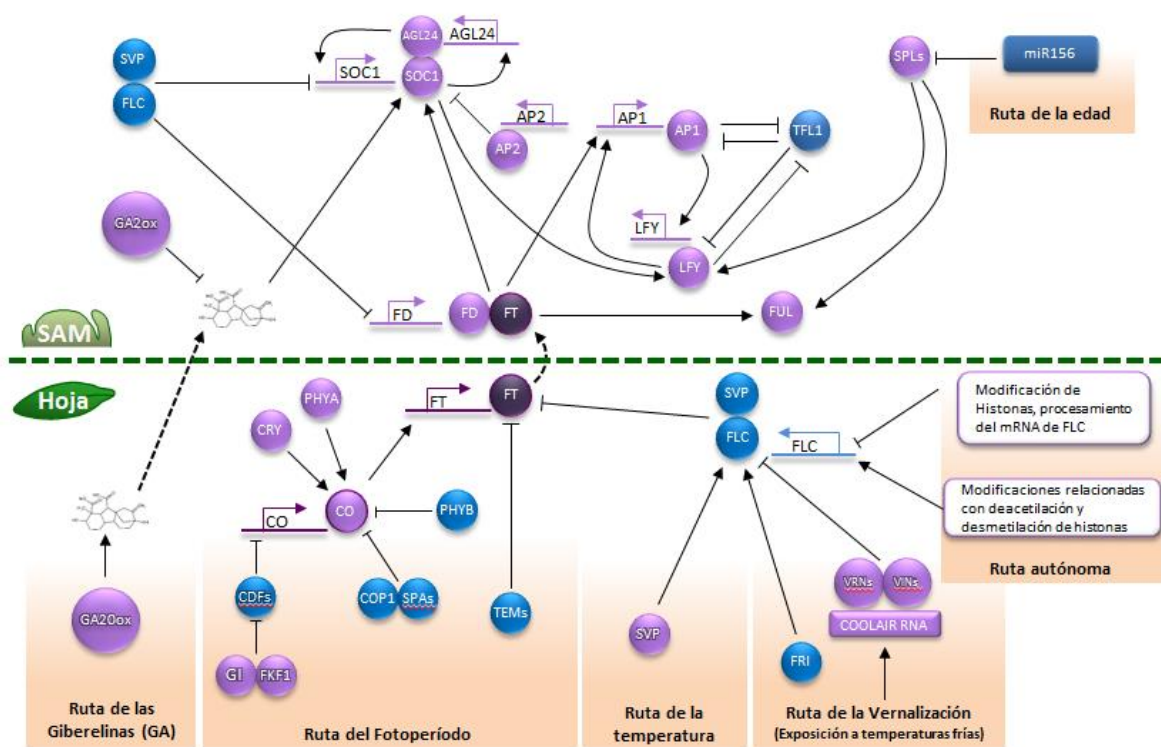 AGL24
AGL24
SOC1
SOC1
SVP
FLC
AP2
AP2
AP1
AP1
TFL1
SPLs
miR156
Ruta de la edad
GA2ox
LFY
LFY
FD
FD
FT
FUL
SAM
Hoja
PHYA
CRY
FT
FT
CO
CO
PHYB
CDFs
COP1
SPAs
TEMs
GI
FKF1
GA20ox
Ruta de las
Giberelinas (GA)
Ruta del Fotoperíodo
SVP
FLC
FLC
SVP
Ruta de la
temperatura
FRI
VRNs
VINs
COOLAIR RNA
Ruta de la Vernalización
(Exposición a temperaturas frías)
Modificación de
Histonas, procesamiento
del mRNA de FLC
Modificaciones relacionadas
con deacetilación y
desmetilación de histonas
Ruta autónoma